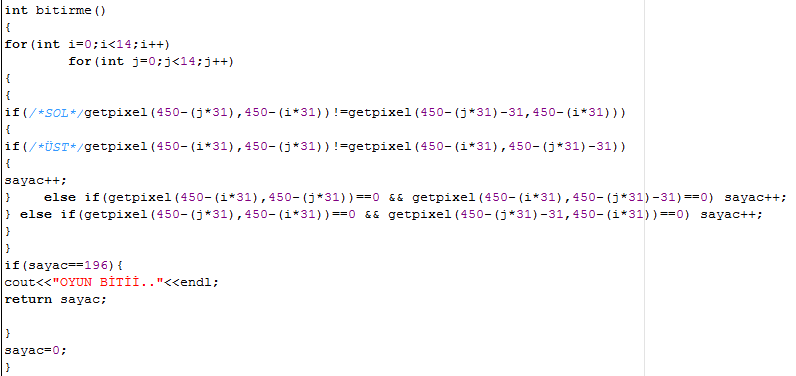 int bitirme()
{
for(int i=0;i<14;i++)
        for(int j=0;j<14;j++)
{
{
if(/*SOL*/getpixel(450-(j*31),450-(i*31))!=getpixel(450-(j*31)-31,450-(i*31)))
{
if(/*ÜST*/getpixel(450-(i*31),450-(j*31))!=getpixel(450-(i*31),450-(j*31)-31))
{
sayac++;
}    else if(getpixel(450-(i*31),450-(j*31))==0 && getpixel(450-(i*31),450-(j*31)-31)==0) sayac++;
} else if(getpixel(450-(j*31),450-(i*31))==0 && getpixel(450-(j*31)-31,450-(i*31))==0) sayac++;
}
}
if(sayac==196){
cout<<"OYUN BİTİİ.."<<endl;
return sayac;
}
sayac=0;
}